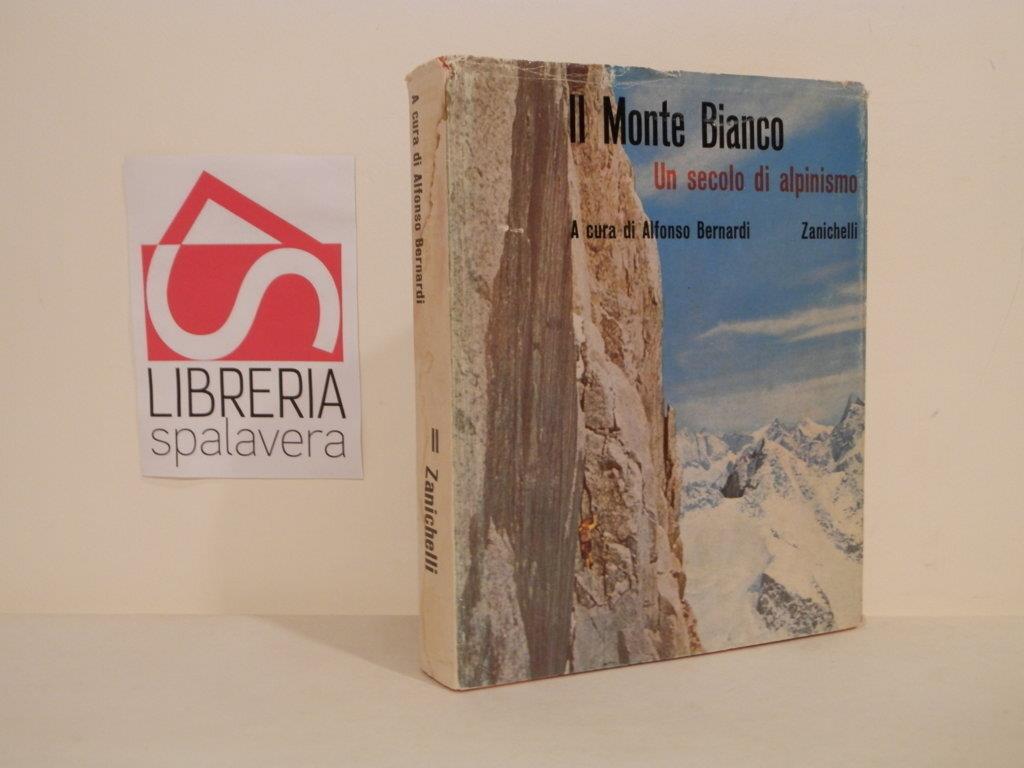 LIBRERIA
spalavera
A cura di Alfonso Bernardi
Zanichelli
Il Monte Bianco
Un secolo di alpinismo
A cura di Alfonso Bernardi Zanichelli